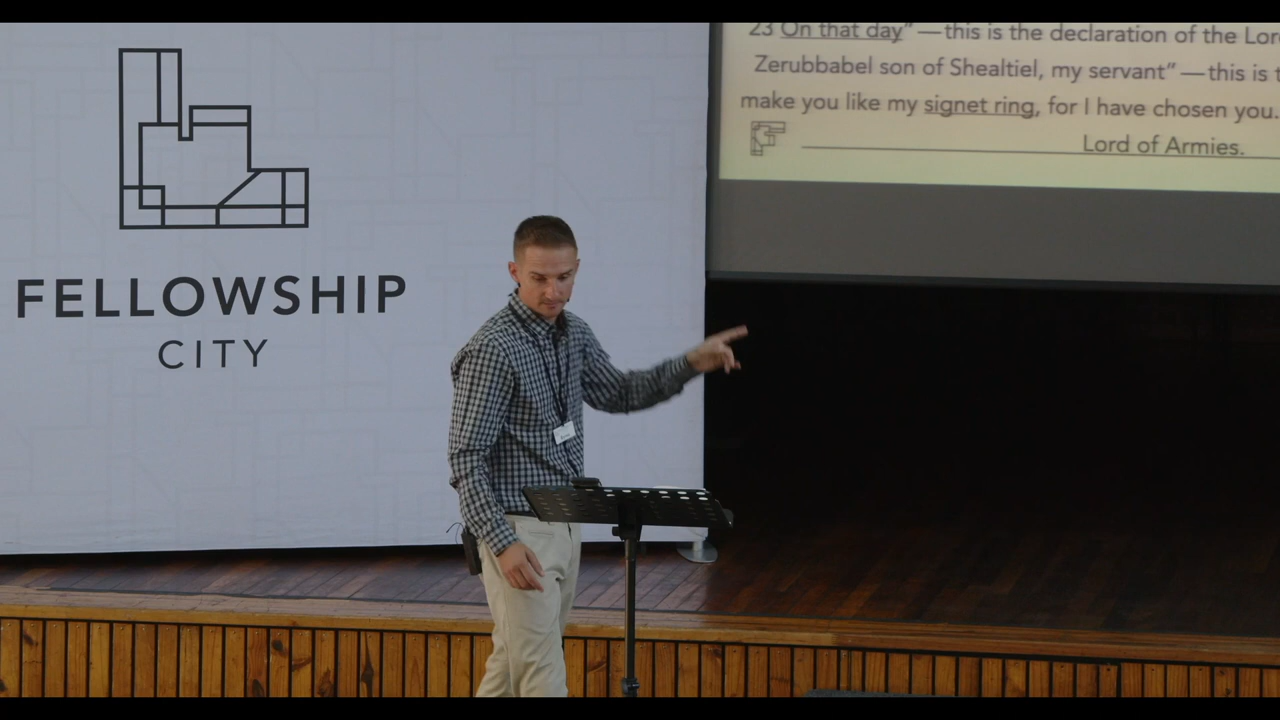 FELLOWSHIP
CITY
23 On that day” — this is the declaration of the Lor
Zerubbabel son of Shealtiel, my servant” — this is t
make you like my signet ring, for I have chosen you.
Lord of Armies.